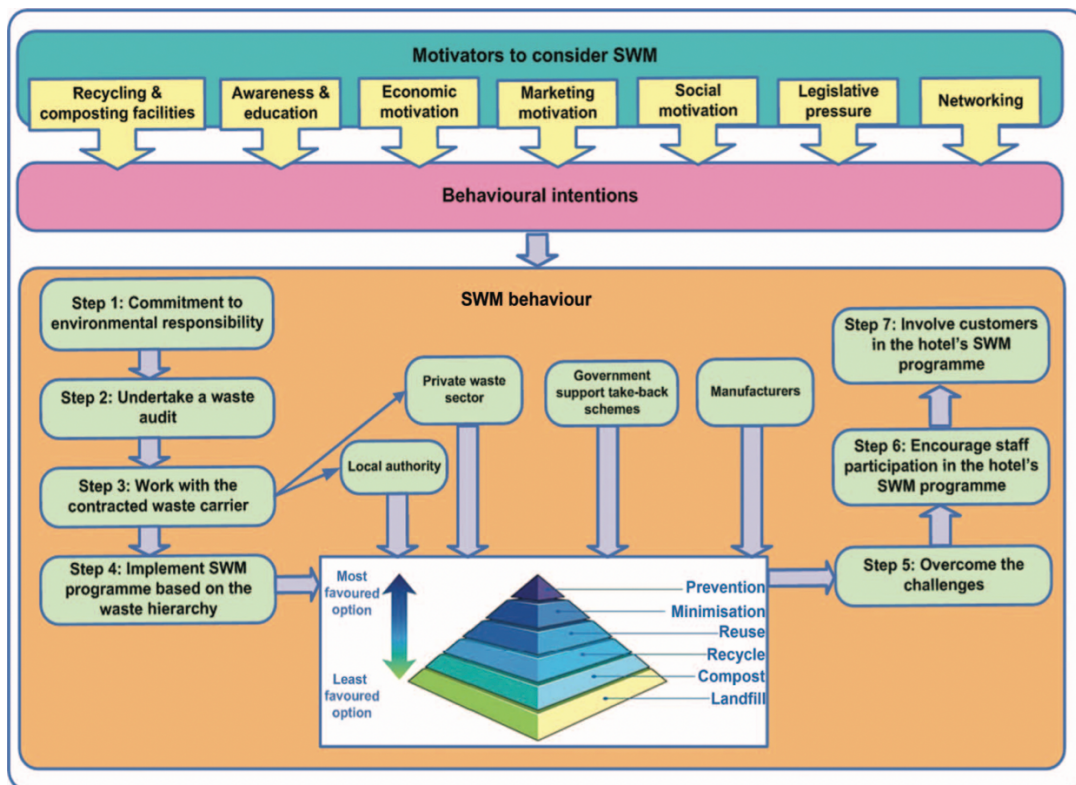 Motivators to consider SWM
Recycling &
composting facilities
Awareness &
education
Economic
motivation
Marketing
motivation
Social
motivation
Legislative
pressure
Networking
Behavioural intentions
SWM behaviour
Step 1: Commitment to
environmental responsibility
Step 2: Undertake a waste
audit
Step 3: Work with the
contracted waste carrier
Step 4: Implement SWM
programme based on the
waste hierarchy
Local authority
Private waste
sector
Government
support take-back
schemes
Manufacturers
Most
favoured
option
Least
favoured
option
Prevention
Minimisation
Reuse
Recycle
Compost
Landfill
Step 5: Overcome the
challenges
Step 6: Encourage staff
participation in the hotel's
SWM programme
Step 7: Involve customers
in the hotel's SWM
programme